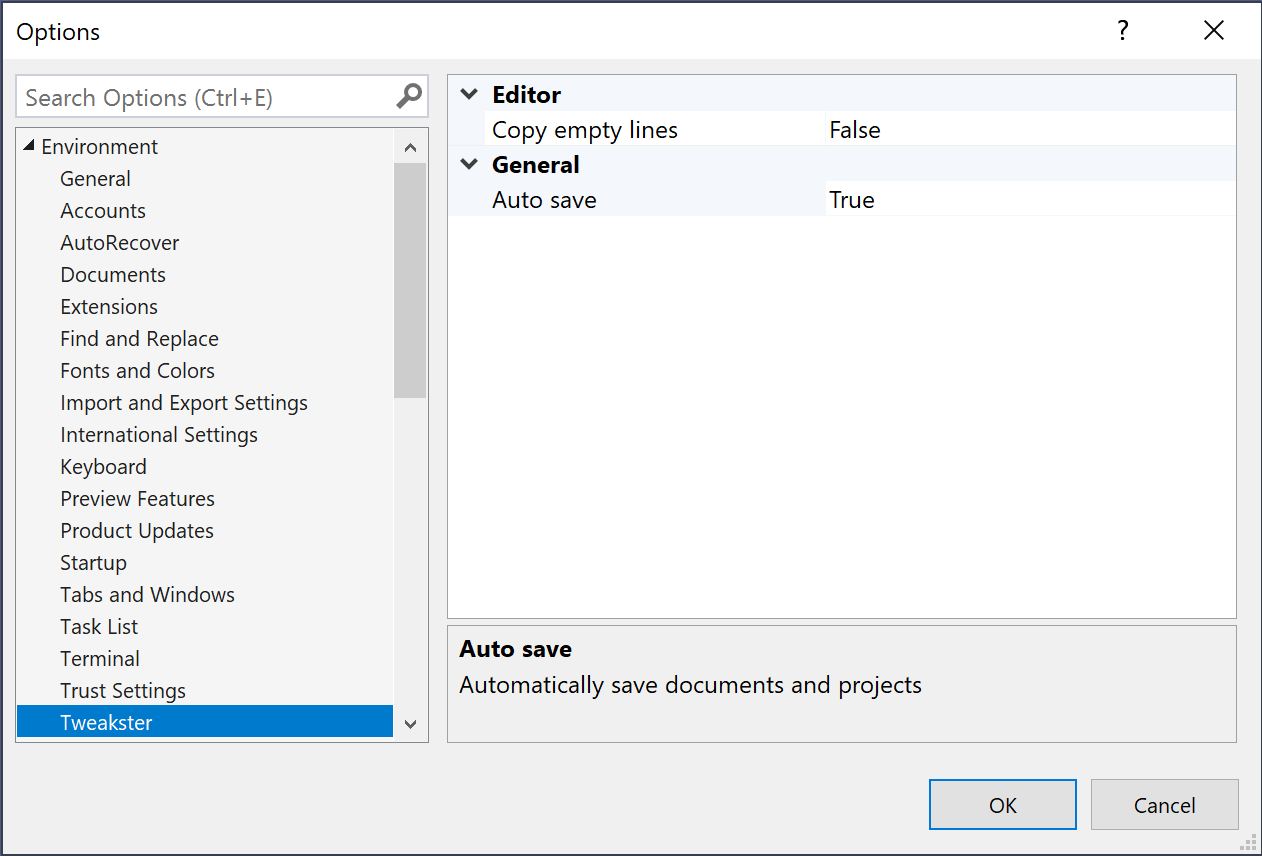 Options
?
Search Options (Ctrl+E)
Environment
General
Accounts
AutoRecover
Documents
Extensions
Find and Replace
Fonts and Colors
Import and Export Settings
International Settings
Keyboard
Preview Features
Product Updates
Startup
Tabs and Windows
Task List
Terminal
Trust Settings
Tweakster
Editor
Copy empty lines False
General
Auto save True
Auto save
Automatically save documents and projects
OK Cancel